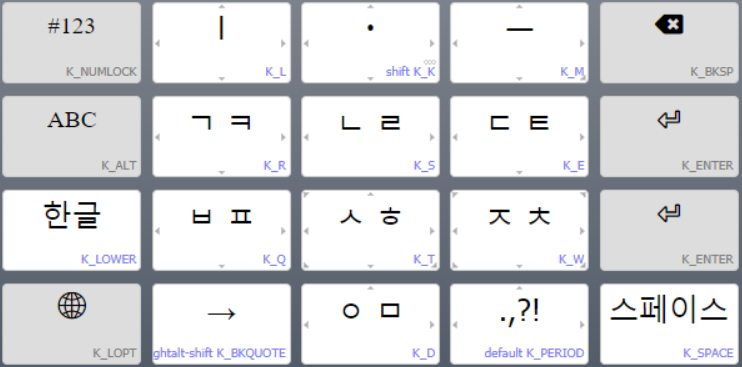 #123 ㅣ · ㅡ
K_NUMLOCK K_L shift K_K K_M K_BKSP
ABC ㄱ ㅋ ㄴ ㄹ ㄷ ㅌ
K_ALT K_R K_S K_E K_ENTER
한글 ㅂ ㅍ ㅅ ㅎ ㅈ ㅊ
K_LOWER K_Q K_T K_W K_ENTER
→ ㅇ ㅁ .,?! 스페이스
K_LOPT ghtalt-shift K_BKQUOTE K_D default K_PERIOD K_SPACE